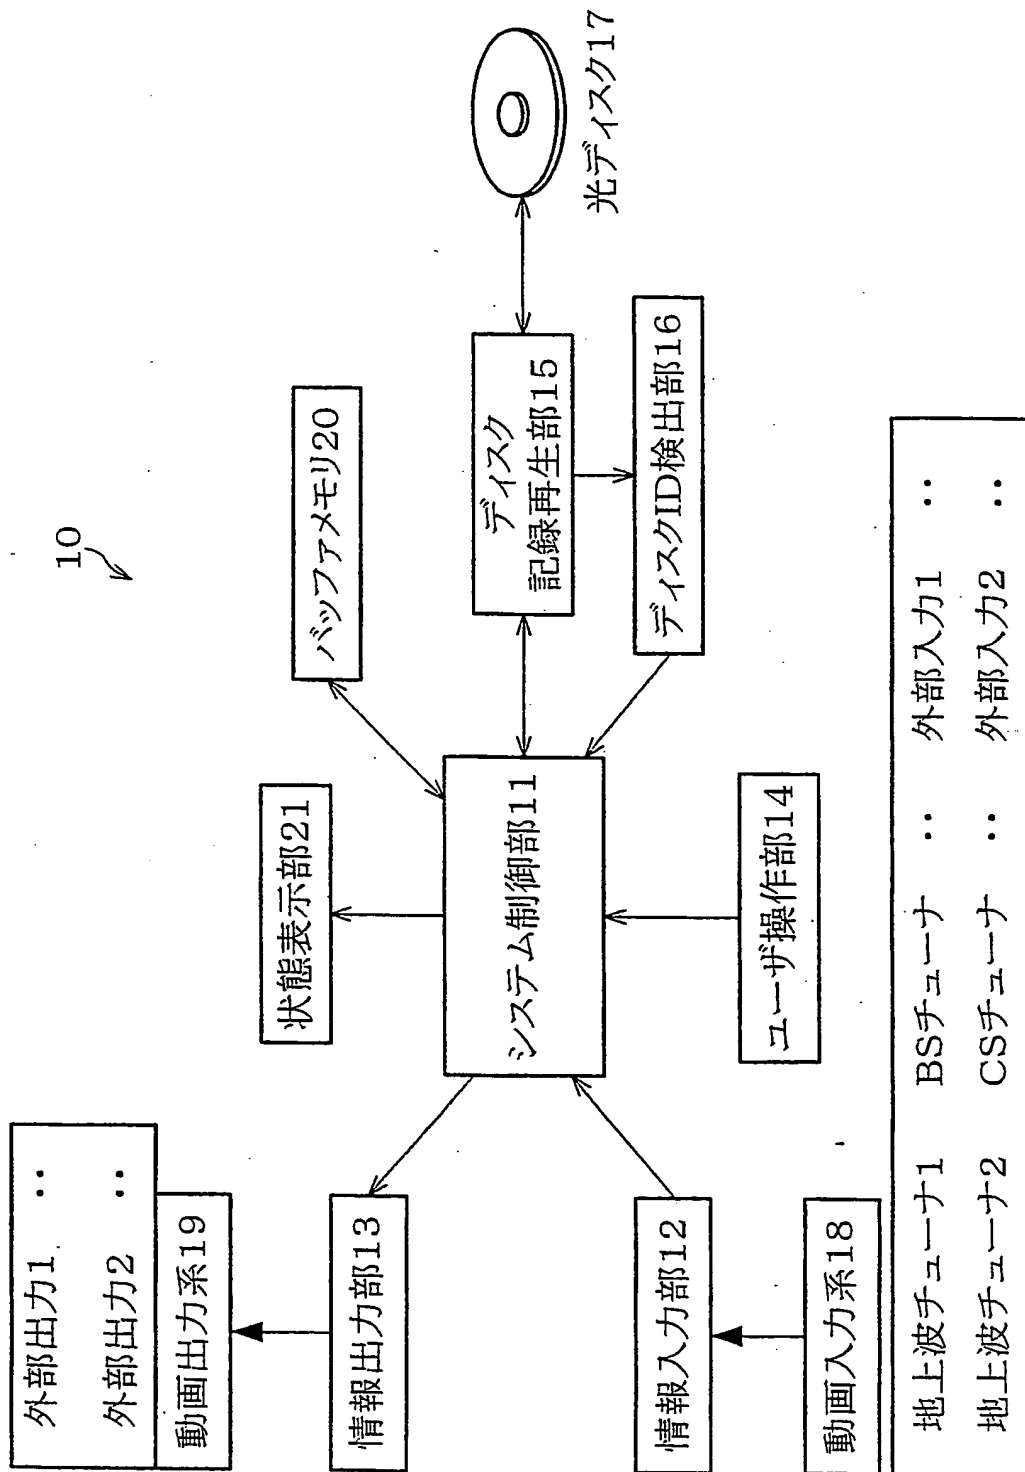 10
外部出力1 :
外部出力2 :
動画出力系19
情報出力部13
状態表示部21
バッファメモリ20
システム制御部11
ディスク
記録再生部15
光ディスク17
ディスクID検出部16
ユーザ操作部14
情報入力部12
動画入力系18
地上波チューナ1 BSチューナ : 外部入力1 :
地上波チューナ2 CSチューナ : 外部入力2 :